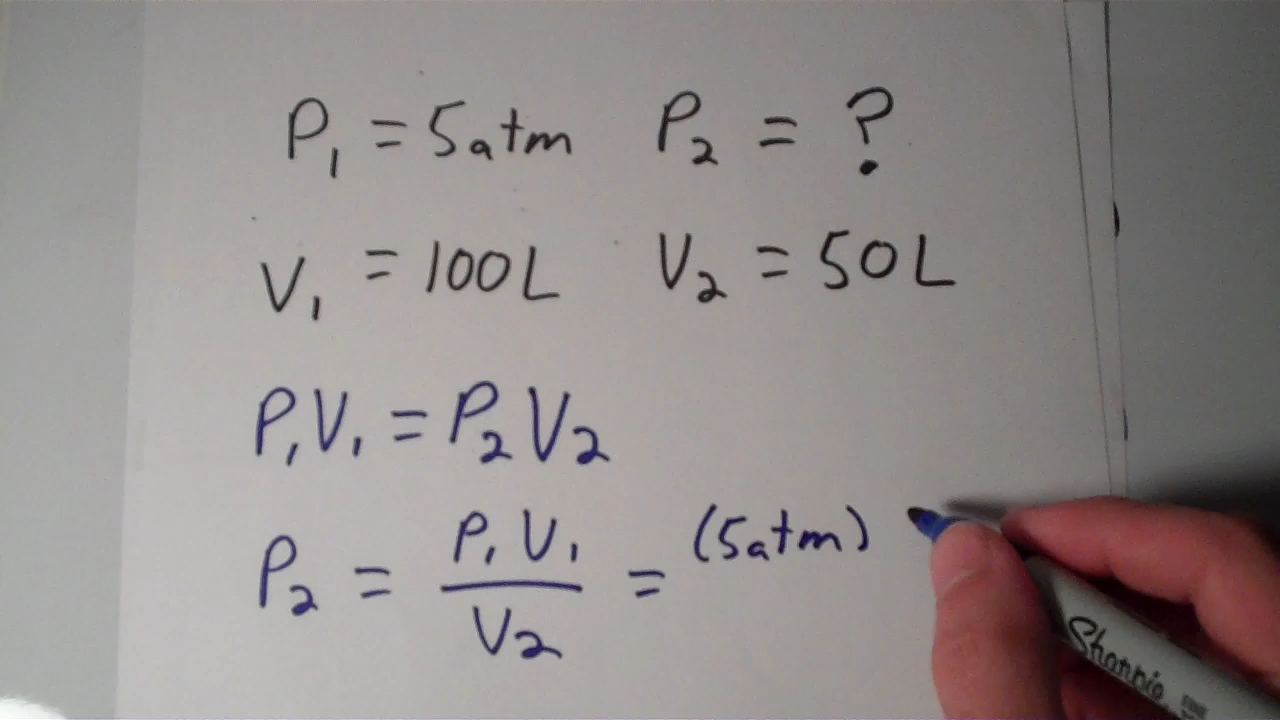 P₁ = 5atm P₂ = ?
V₁ = 100L V₂ = 50L
P₁V₁ = P₂V₂
P₂ = P₁V₁ / V₂ = (5atm)
Sharpie